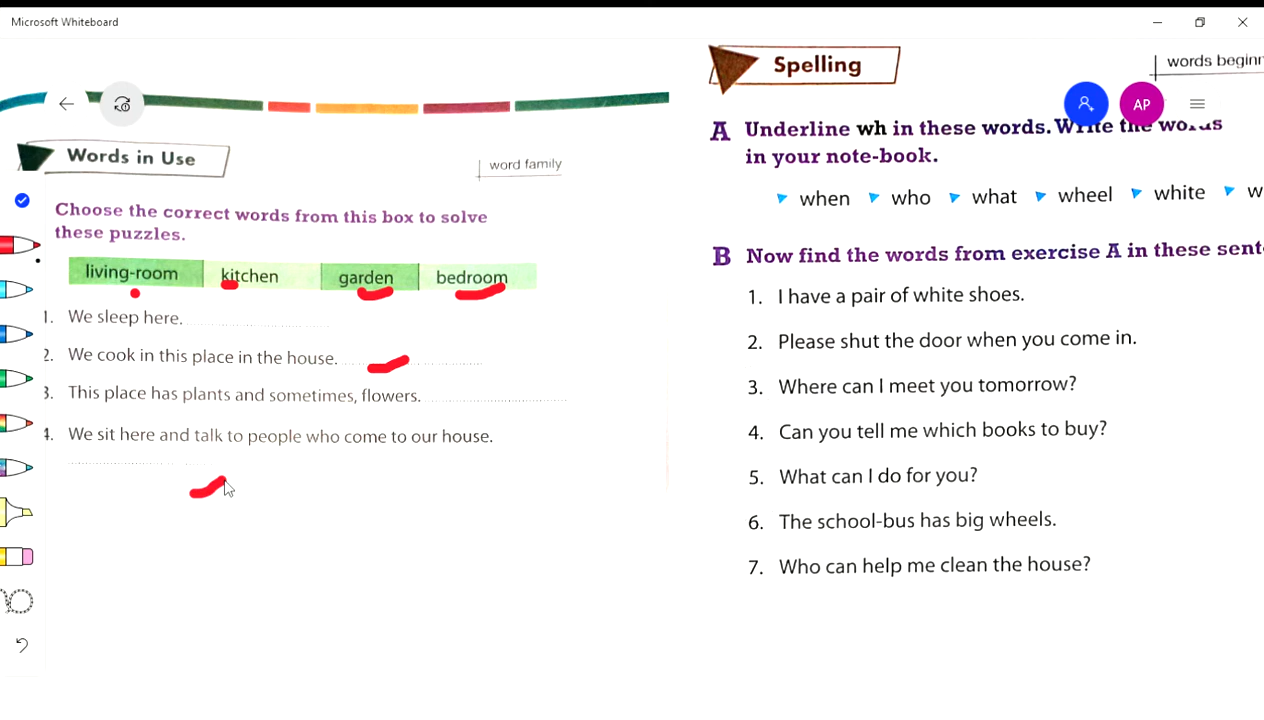 Microsoft Whiteboard
Words in Use
word family
Choose the correct words from this box to solve
these puzzles.
living-room kitchen garden bedroom
1. We sleep here.
2. We cook in this place in the house.
3. This place has plants and sometimes, flowers.
4. We sit here and talk to people who come to our house.
Spelling
words
AP
A Underline wh in these words. Write the words
in your note-book.
when who what wheel white
B Now find the words from exercise A in these
1. I have a pair of white shoes.
2. Please shut the door when you come in.
3. Where can I meet you tomorrow?
4. Can you tell me which books to buy?
5. What can I do for you?
6. The school-bus has big wheels.
7. Who can help me clean the house?